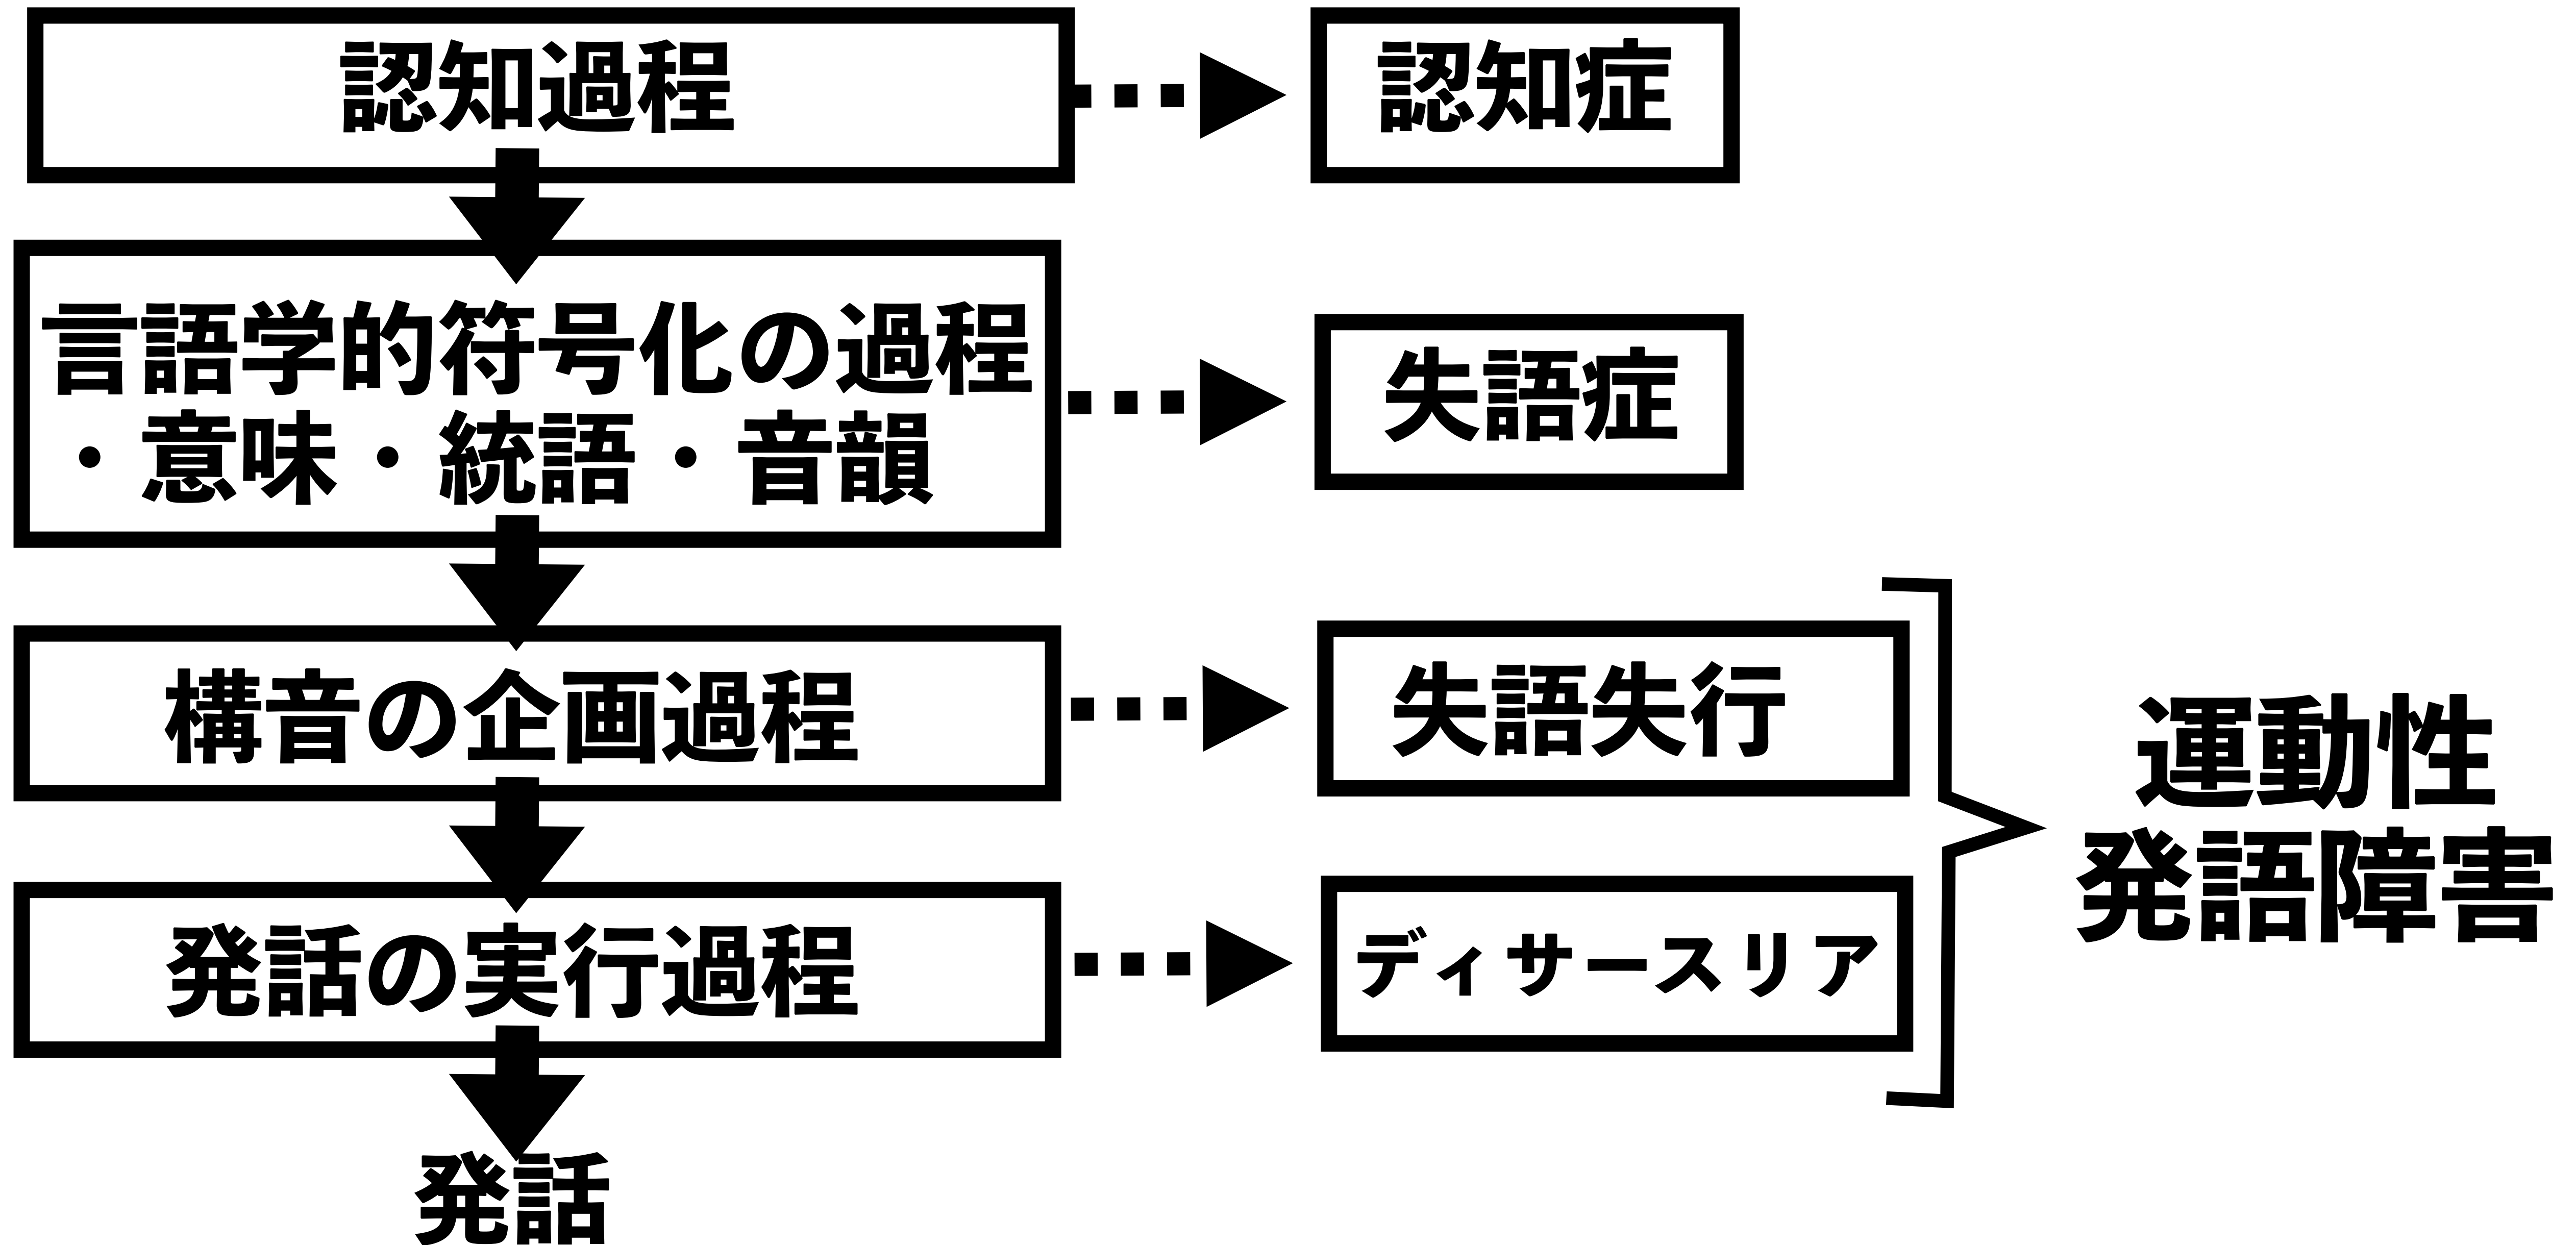 認知過程
認知症
言語学的符号化の過程
・意味・統語・音韻
失語症
構音の企画過程
失語失行
発話の実行過程
ディサースリア
運動性
発語障害
発話